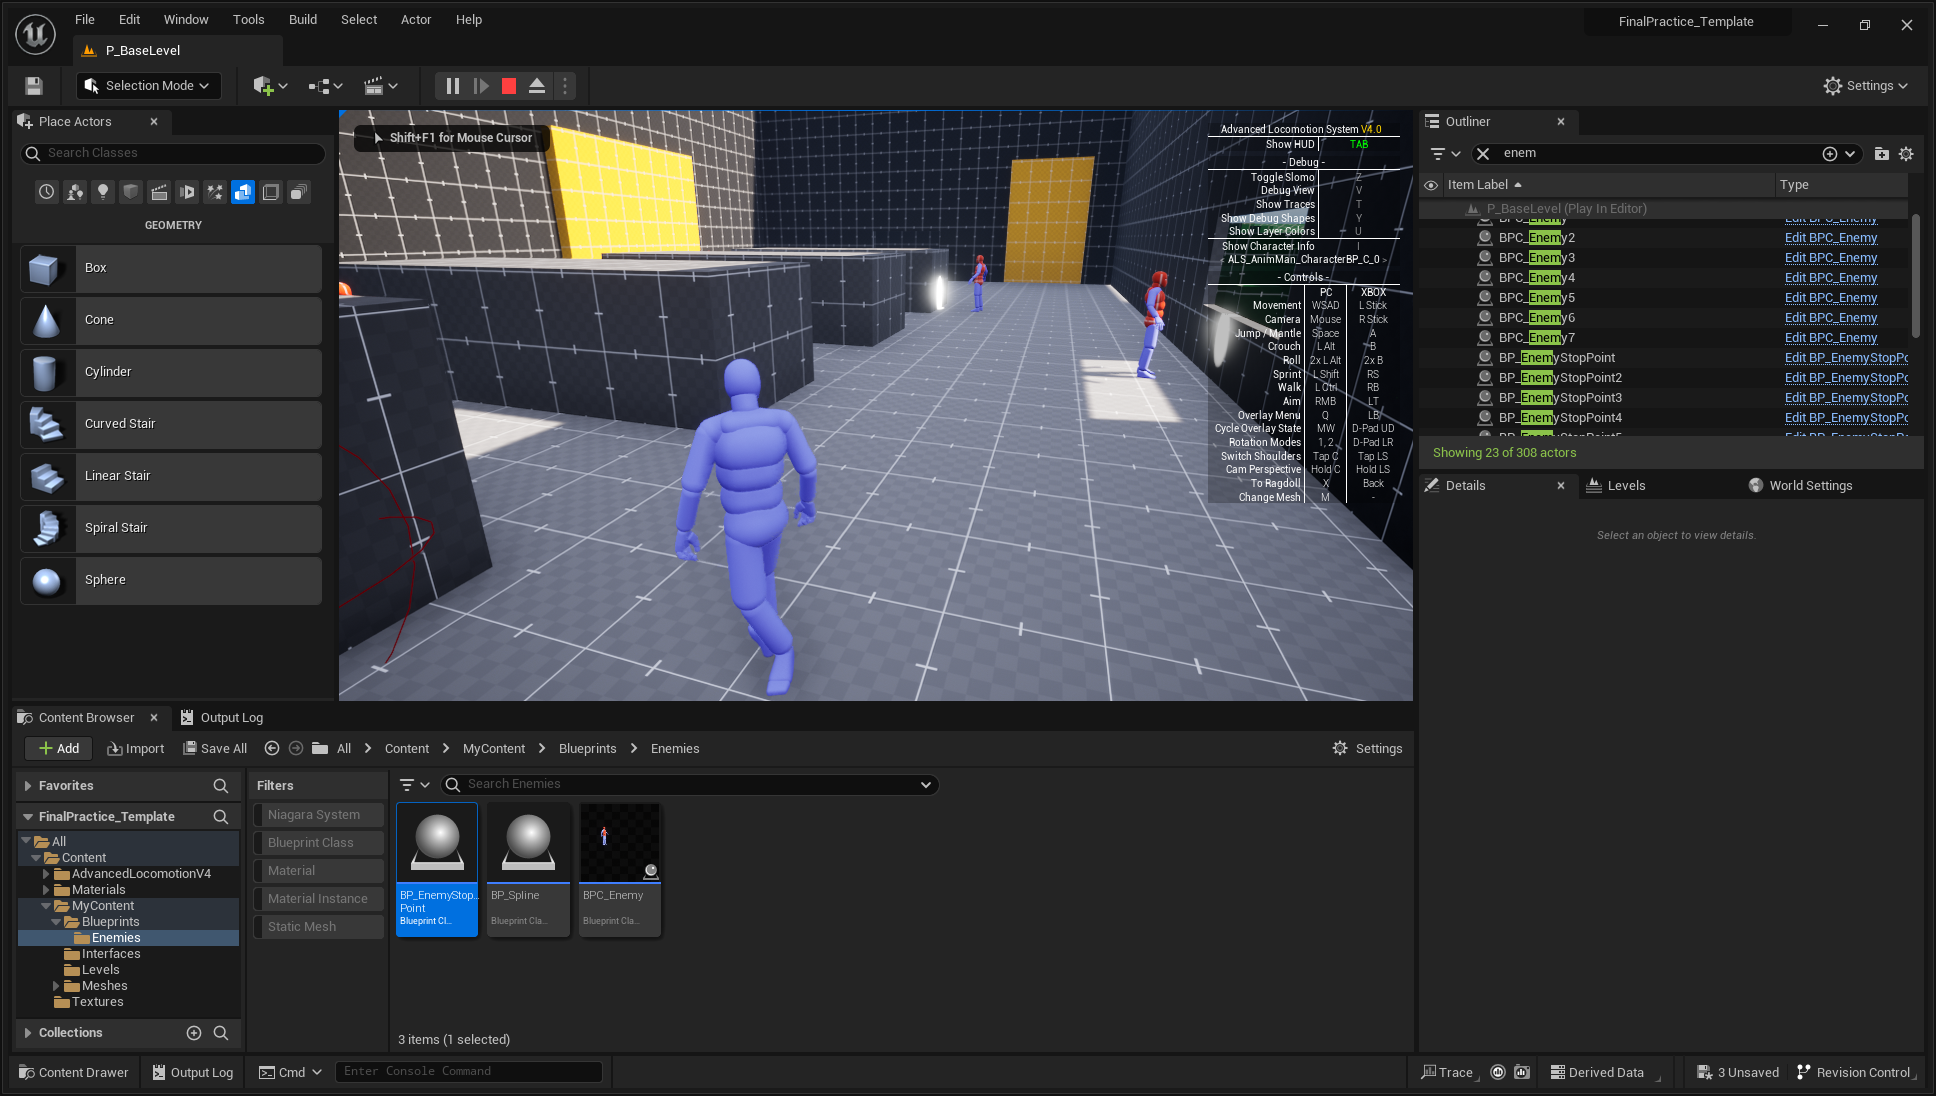 File Edit Window Tools Build Select Actor Help
FinalPractice_Template
P_BaseLevel
Selection Mode
Settings
Place Actors
Search Classes
GEOMETRY
Box
Cone
Cylinder
Curved Stair
Linear Stair
Spiral Stair
Sphere
Shift+F1 for Mouse Cursor
Advanced Locomotion System V4.0
Show HUD TAB
- Debug -
Toggle Slomo Z
Debug View V
Show Traces T
Show Debug Shapes Y
Show Layer Colors U
Show Character Info I
< ALS_AnimMan_CharacterBP_C_0 >
- Controls -
PC XBOX
Movement WSAD L Stick
Camera Mouse R Stick
Jump / Mantle Space A
Crouch L Alt B
Roll 2x L Alt 2x B
Sprint L Shift RS
Walk L Ctrl RB
Aim RMB LT
Overlay Menu Q LB
Cycle Overlay State MW D-Pad UD
Rotation Modes 1, 2 D-Pad LR
Switch Shoulders Tap C Tap LS
Cam Perspective Hold C Hold LS
To Ragdoll X Back
Change Mesh M -
Outliner
enem
Item Label Type
P_BaseLevel (Play In Editor)
BPC_Enemy Edit BPC_Enemy
BPC_Enemy2 Edit BPC_Enemy
BPC_Enemy3 Edit BPC_Enemy
BPC_Enemy4 Edit BPC_Enemy
BPC_Enemy5 Edit BPC_Enemy
BPC_Enemy6 Edit BPC_Enemy
BPC_Enemy7 Edit BPC_Enemy
BP_EnemyStopPoint Edit BP_EnemyStopPo
BP_EnemyStopPoint2 Edit BP_EnemyStopPo
BP_EnemyStopPoint3 Edit BP_EnemyStopPo
BP_EnemyStopPoint4 Edit BP_EnemyStopPo
BP_EnemyStopPoint5 Edit BP_EnemyStopPo
Showing 23 of 308 actors
Details Levels World Settings
Select an object to view details.
Content Browser Output Log
Add Import Save All All Content MyContent Blueprints Enemies Settings
Favorites
FinalPractice_Template
All
Content
AdvancedLocomotionV4
Materials
MyContent
Blueprints
Enemies
Interfaces
Levels
Meshes
Textures
Collections
Filters
Niagara System
Blueprint Class
Material
Material Instance
Static Mesh
Search Enemies
BP_EnemyStop...
Point
Blueprint Cl...
BP_Spline
Blueprint Cla...
BPC_Enemy
Blueprint Cla...
3 items (1 selected)
Content Drawer Output Log Cmd Enter Console Command Trace Derived Data 3 Unsaved Revision Control